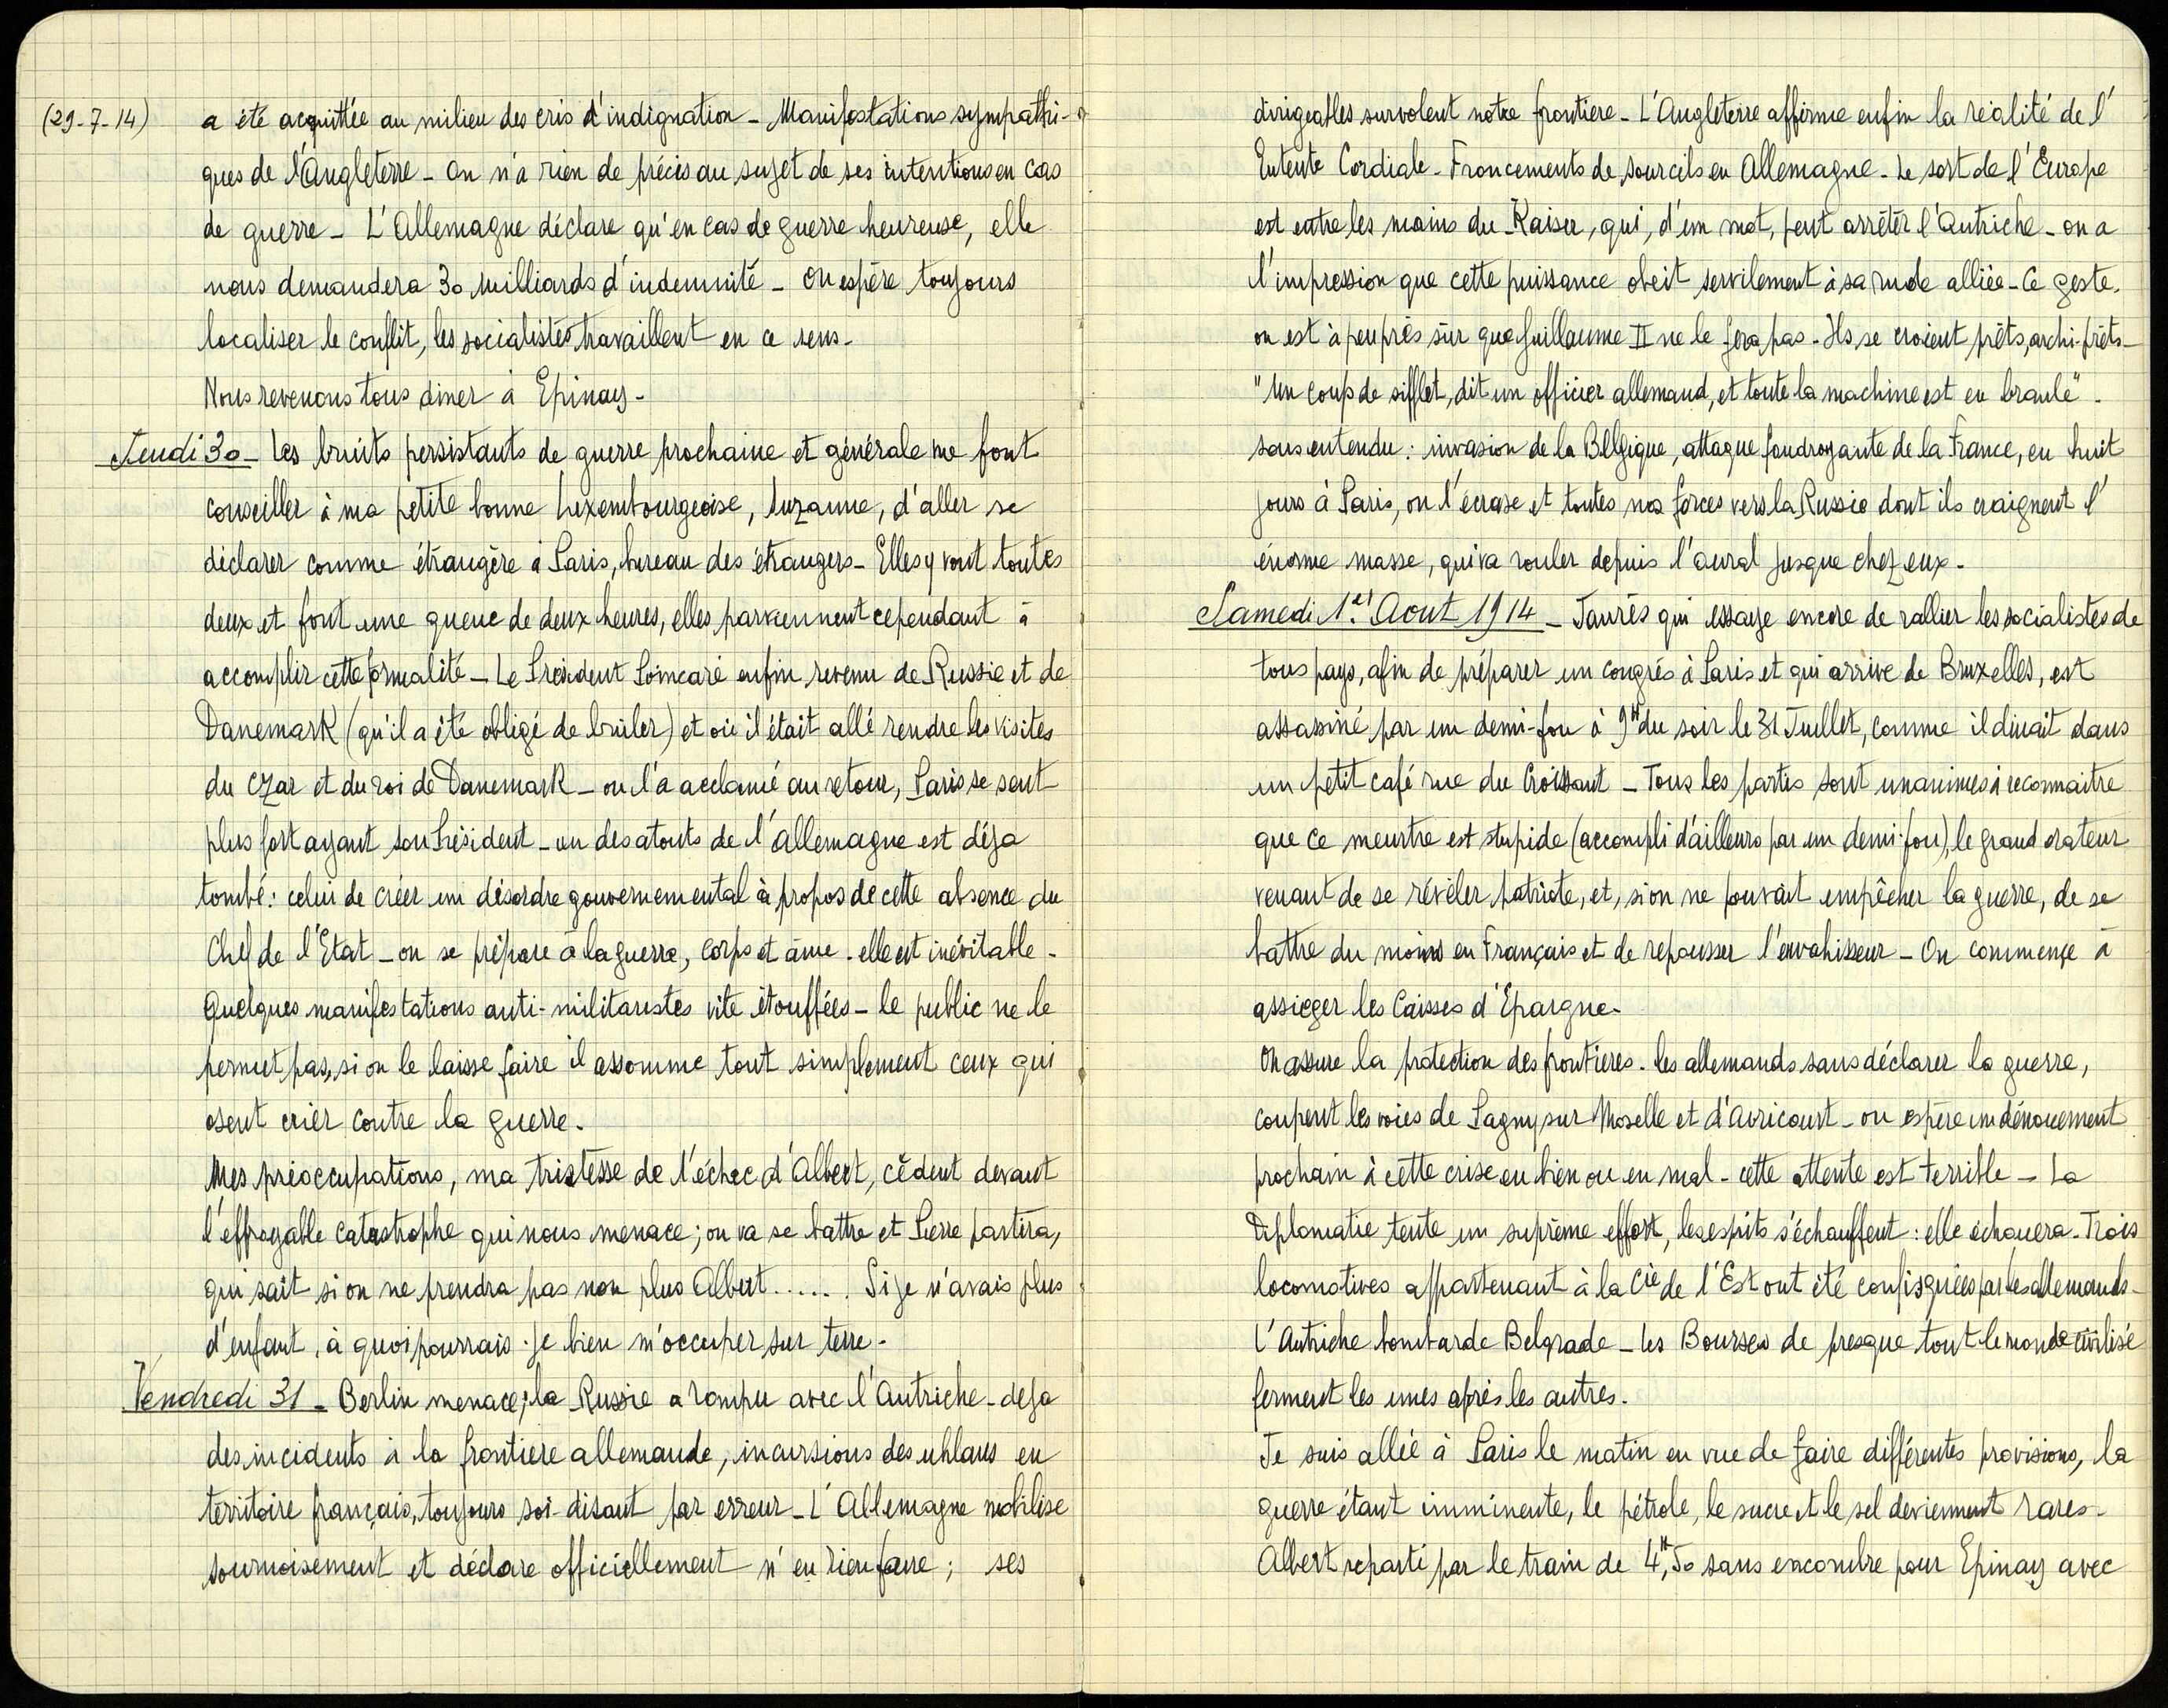 (29-7-14) a été acquittée au milieu des cris d'indignation - Manifestations sympathi-
ques de l'Angleterre - on n'a rien de précis au sujet de ses intentions en cas
de guerre - L'Allemagne déclare qu'en cas de guerre heureuse, elle
nous demandera 30 milliards d'indemnité - on espère toujours
localiser le conflit, les socialistes travaillent en ce sens -
Nous revenons tous diner à Epinay -
Jeudi 30 - Les bruits persistants de guerre prochaine et générale me font
conseiller à ma petite bonne luxembourgeoise, Suzanne, d'aller se
déclarer comme étrangère à Paris, bureau des étrangers - Elles y vont toutes
deux et font une queue de deux heures, elles parviennent cependant à
accomplir cette formalité - Le Président Poincaré enfin revenu de Russie et de
Danemark (qu'il a été obligé de brûler) et où il était allé rendre les visites
du czar et du roi de Danemark - on l'a acclamé au retour, Paris se sent
plus fort ayant son Président - un des atouts de l'allemagne est déja
tombé : celui de créer un désordre gouvernemental à propos de cette absence du
Chef de l'Etat - on se prépare à la guerre, corps et âme. elle est inévitable -
Quelques manifestations anti-militaristes vite étouffées - le public ne le
permet pas, si on le laisse faire il assomme tout simplement ceux qui
osent crier contre la guerre.
Mes préoccupations, ma tristesse de l'échec d'Albert, cèdent devant
l'effroyable catastrophe qui nous menace ; on va se battre et Pierre partira,
qui sait si on ne prendra pas non plus Albert ...... Si je n'avais plus
d'enfant, à quoi pourrais-je bien m'occuper sur terre -
Vendredi 31 - Berlin menace ; la Russie a rompu avec l'Autriche - deja
des incidents à la frontiere allemande, incursions des uhlans en
territoire français, toujours soi-disant par erreur - L'Allemagne mobilise
sournoisement et déclare officiellement n'en rien faire ; ses
dirigeables survolent notre frontiere - L'Angleterre affirme enfin la réalité de l'
Entente Cordiale - Froncements de sourcils en Allemagne - Le sort de l'Europe
est entre les mains du Kaiser, qui, d'un mot, peut arrêter l'Autriche - on a
l'impression que cette puissance obeit servilement à sa rude alliée - Ce geste,
on est à peu près sûr que Guillaume II ne le fera pas - Ils se croient prêts, archi-prêts -
"Un coup de sifflet, dit un officier allemand, et toute la machine est en branle" -
sous entendu : invasion de la Belgique, attaque foudroyante de la France, en huit
jours à Paris, on l'écrase et toutes nos forces vers la Russie dont ils craignent l'
énorme masse, qui va rouler depuis l'aural jusque chez eux -
Samedi 1er Aout 1914 - Jaurès qui essaye encore de rallier les socialistes de
tous pays, afin de préparer un congrès à Paris et qui arrive de Bruxelles, est
assassiné par un demi-fou à 9H du soir le 31 Juillet, comme il dinait dans
un petit café rue du Croissant - Tous les partis sont unanimes à reconnaitre
que ce meurtre est stupide (accompli d'ailleurs par un demi-fou), le grand orateur
venant de se révéler patriote, et, si on ne pouvait empêcher la guerre, de se
battre du moins en Français et de repousser l'envahisseur - On commence à
assieger les Caisses d'Epargne -
On assure la protection des frontieres. les allemands sans déclarer la guerre,
coupent les voies de Pagny sur Moselle et d'avricourt - on espère un dénouement
prochain à cette crise en bien ou en mal - cette attente est terrible - La
Diplomatie tente un suprême effort, les esprits s'échauffent : elle échouera - Trois
locomotives appartenant à la Cie de l'Est ont été confisquées par les allemands -
L'Autriche bombarde Belgrade - les Bourses de presque tout le monde civilisé
ferment les unes après les autres.
Je suis allée à Paris le matin en vue de faire différentes provisions, la
guerre étant imminente, le pétrole, le sucre et le sel deviennent rares -
Albert reparti par le train de 4H,50 sans encombre pour Epinay avec